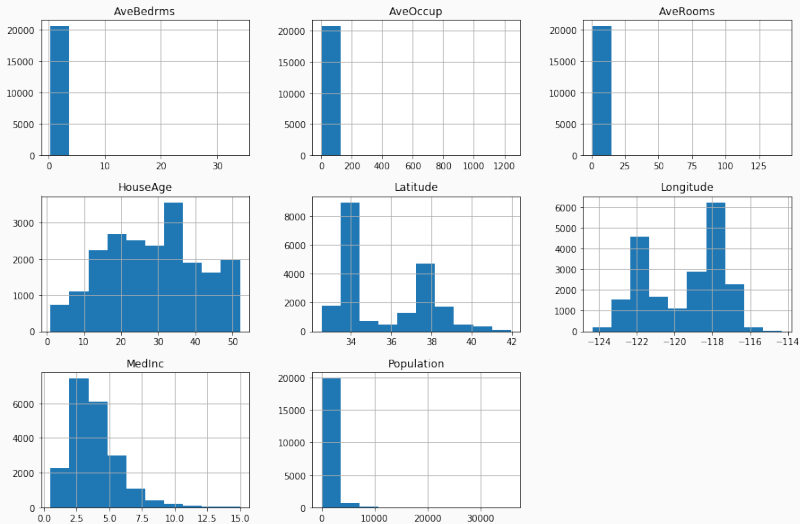 AveBedrms AveOccup AveRooms
20000 20000 20000
15000 15000 15000
10000 10000 10000
5000 5000 5000
0 0 0
0 10 20 30 0 200 400 600 800 1000 1200 0 25 50 75 100 125
HouseAge Latitude Longitude
3000 8000 6000
2000 6000 5000
1000 4000 4000
0 2000 3000
0 2000
1000
0
0 10 20 30 40 50 34 36 38 40 42 −124 −122 −120 −118 −116 −114
MedInc Population
6000 20000
4000 15000
2000 10000
0 5000
0
0.0 2.5 5.0 7.5 10.0 12.5 15.0 0 10000 20000 30000